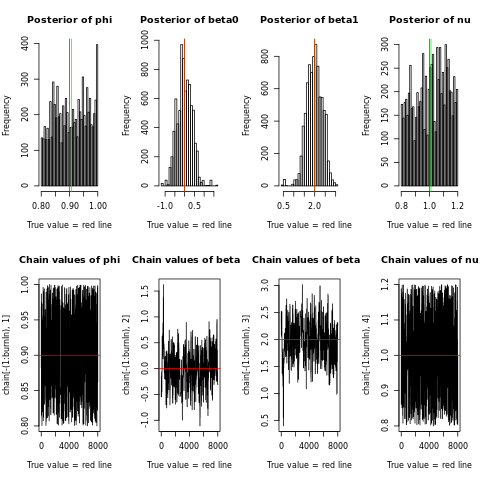 Posterior of phi
Posterior of beta0
Posterior of beta1
Posterior of nu
Frequency
0 100 200 300 400
0.80 0.90 1.00
True value = red line
Frequency
0 200 400 600 800 1000
-1.0 0.5
True value = red line
Frequency
0 200 400 600 800
0.5 2.0
True value = red line
Frequency
0 50 100 150 200 250 300
0.8 1.0 1.2
True value = red line
Chain values of phi
Chain values of beta
Chain values of beta
Chain values of nu
chain[-(1:burnIn), 1]
0.80 0.85 0.90 0.95 1.00
0 4000 8000
True value = red line
chain[-(1:burnIn), 2]
-1.0 -0.5 0.0 0.5 1.0 1.5
0 4000 8000
True value = red line
chain[-(1:burnIn), 3]
0.5 1.0 1.5 2.0 2.5 3.0
0 4000 8000
True value = red line
chain[-(1:burnIn), 4]
0.8 0.9 1.0 1.1 1.2
0 4000 8000
True value = red line